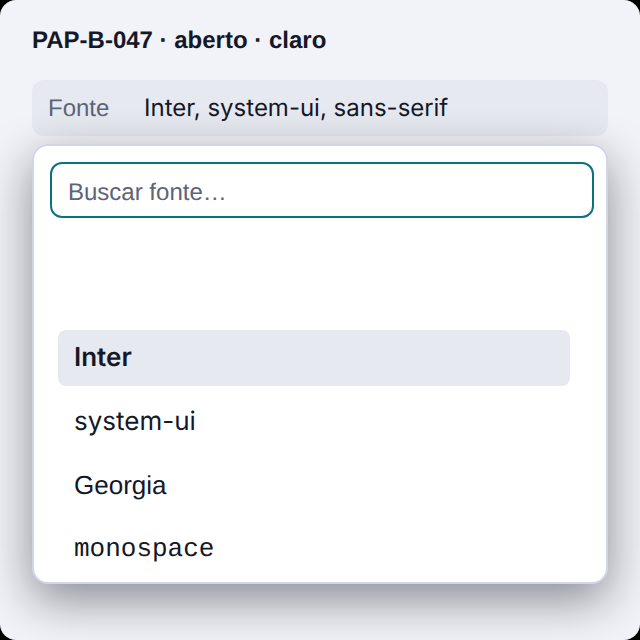 PAP-B-047 · aberto · claro
Fonte Inter, system-ui, sans-serif
Buscar fonte…
Inter
system-ui
Georgia
monospace